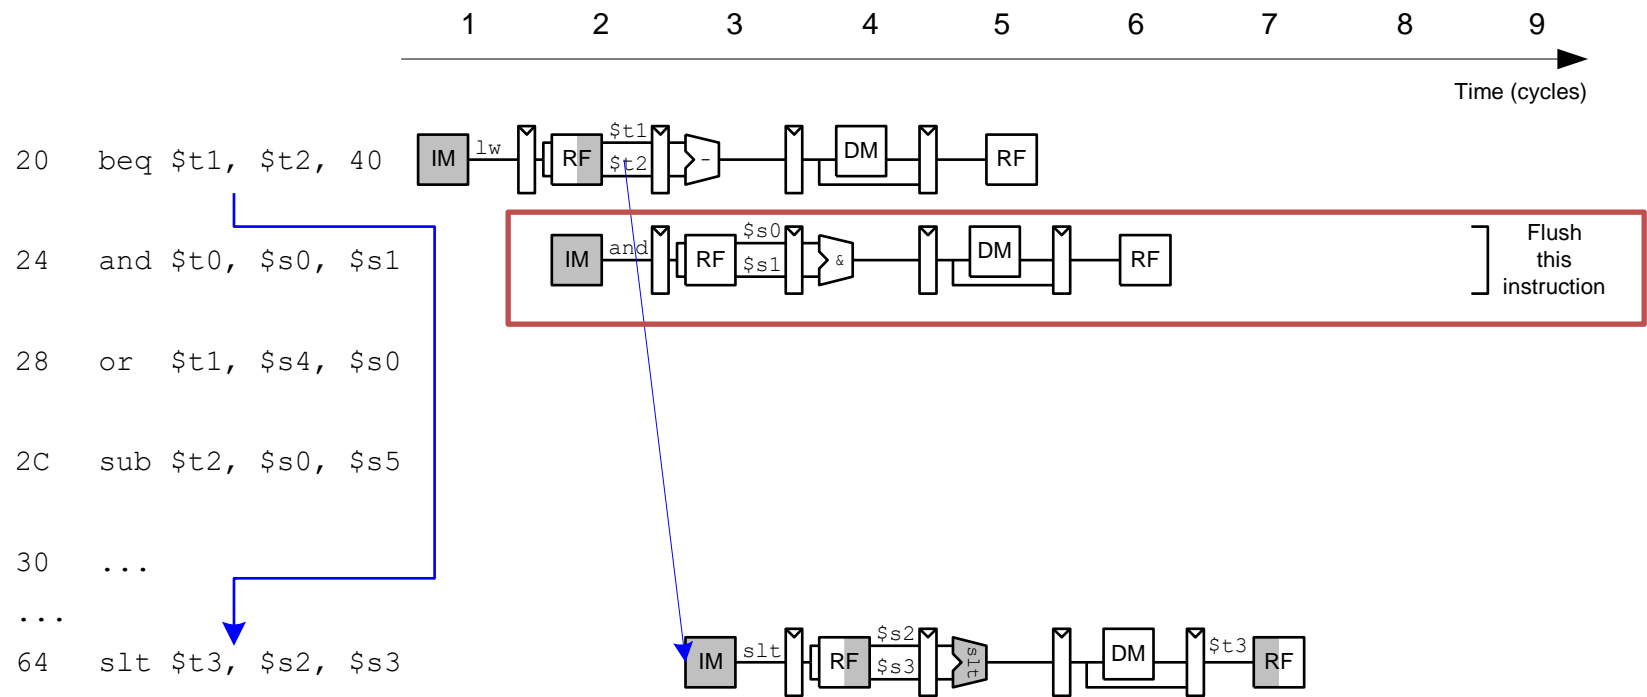 1 2 3 4 5 6 7 8 9
Time (cycles)
20 beq $t1, $t2, 40
IM lw RF $t1 $t2 - DM RF
24 and $t0, $s0, $s1
IM and RF $s0 $s1 & DM RF
Flush
this
instruction
28 or $t1, $s4, $s0
2C sub $t2, $s0, $s5
30 ...
...
64 slt $t3, $s2, $s3
IM slt RF $s2 $s3 slt DM $t3 RF